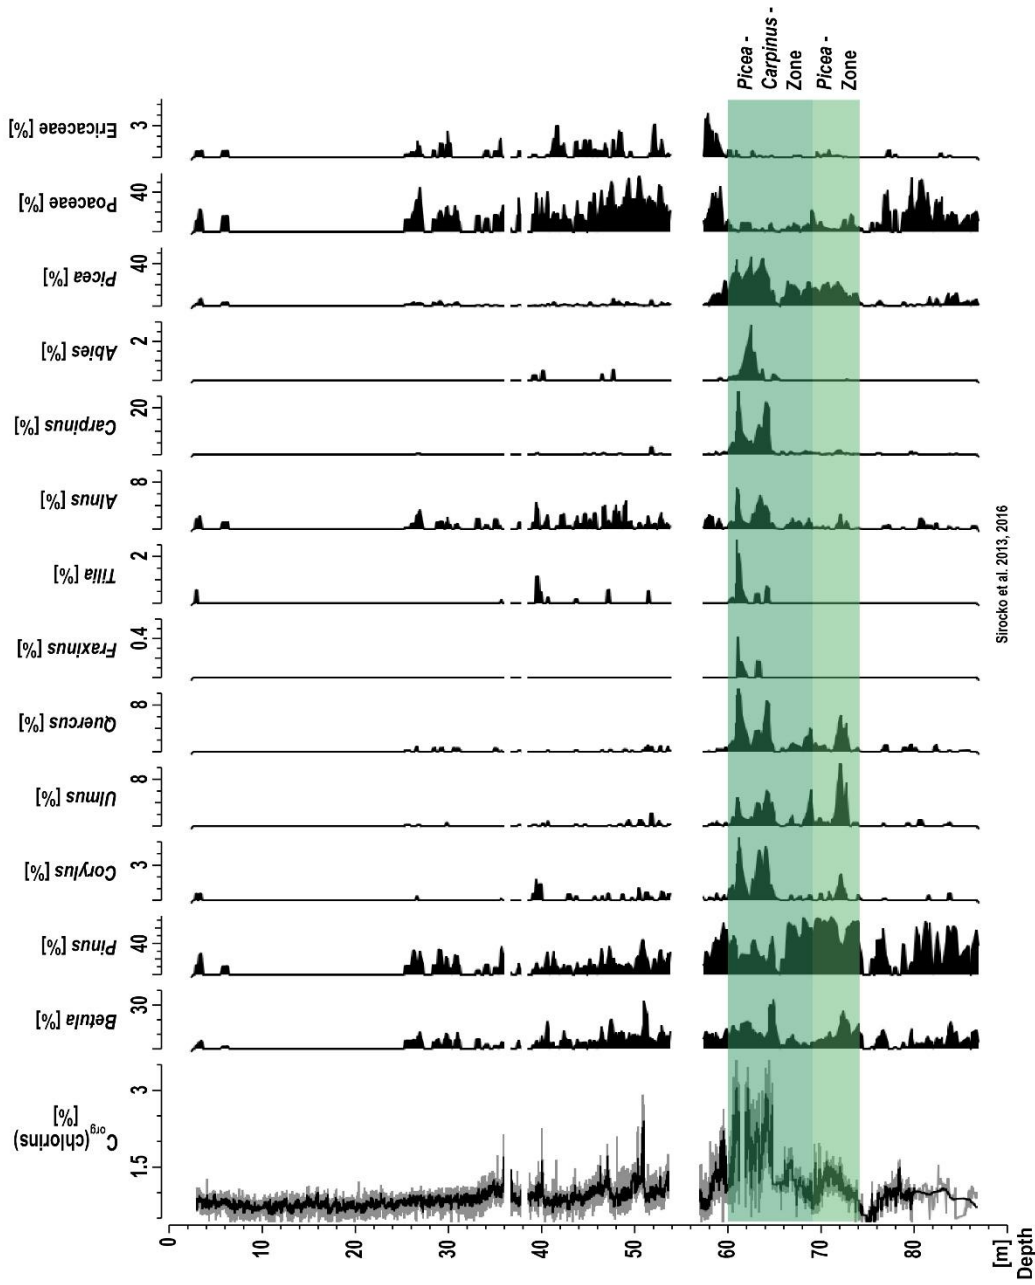 Picea -
Carpinus -
Zone
Picea -
Zone
Ericaceae [%]
3
Poaceae [%]
40
Picea [%]
40
Abies [%]
2
Carpinus [%]
20
Alnus [%]
8
Tilia [%]
2
Fraxinus [%]
0.4
Quercus [%]
8
Ulmus [%]
8
Corylus [%]
3
Pinus [%]
40
Betula [%]
30
Corg(chlorins)
[%]
3
1.5
0
10
20
30
40
50
60
70
80
[m]
Depth
Sirocko et al. 2013, 2016